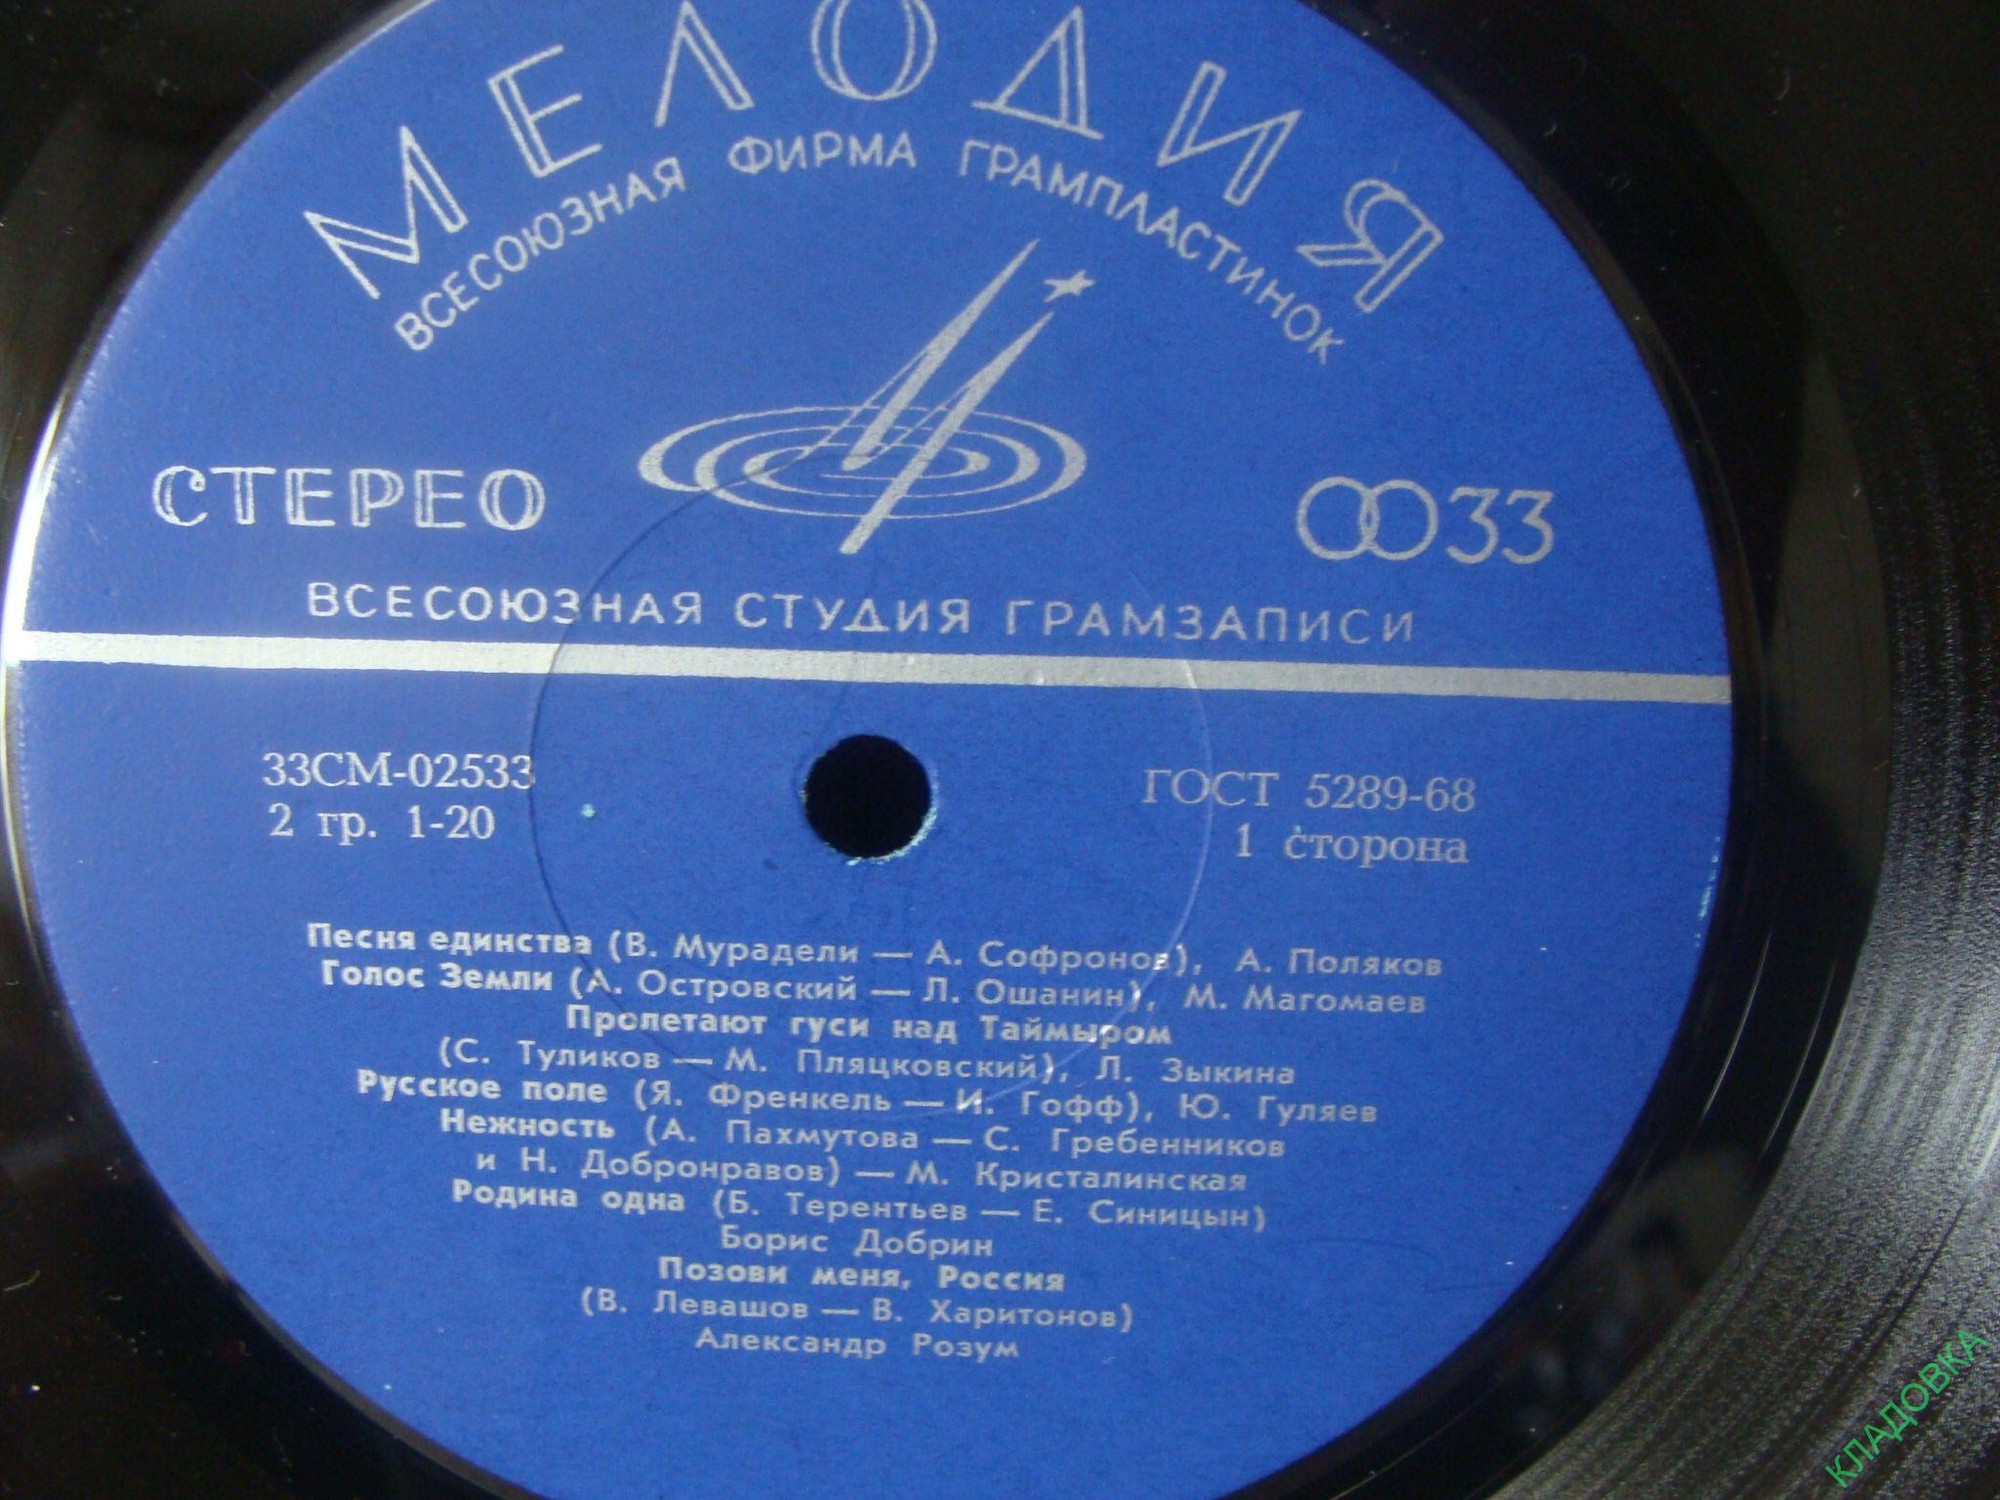 МЕЛОДИЯ
ВСЕСОЮЗНАЯ ФИРМА ГРАМПЛАСТИНОК
СТЕРЕО
33
ВСЕСОЮЗНАЯ СТУДИЯ ГРАМЗАПИСИ
33СМ-02533
2 гр. 1-20
ГОСТ 5289-68
1 сторона
Песня единства (В. Мурадели — А. Софронов), А. Поляков
Голос Земли (А. Островский — Л. Ошанин), М. Магомаев
Пролетают гуси над Таймыром
(С. Туликов — М. Пляцковский), Л. Зыкина
Русское поле (Я. Френкель — И. Гофф), Ю. Гуляев
Нежность (А. Пахмутова — С. Гребенников
и Н. Добронравов) — М. Кристалинская
Родина одна (Б. Терентьев — Е. Синицын)
Борис Добрин
Позови меня, Россия
(В. Левашов — В. Харитонов)
Александр Розум
КЛАДОВКА